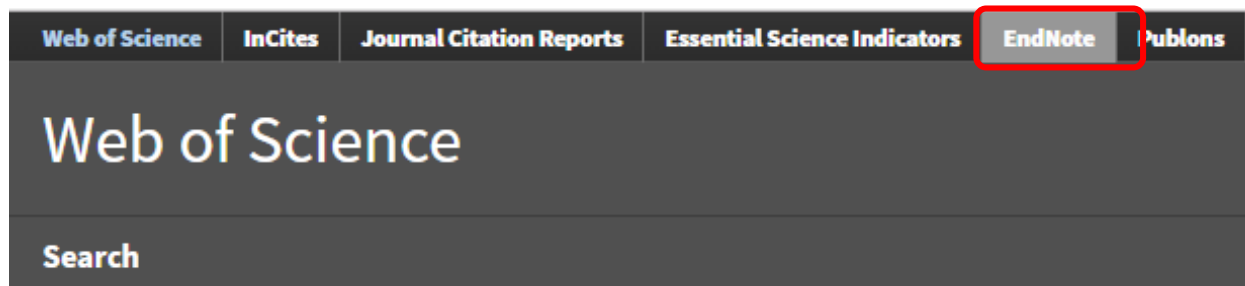 Web of Science InCites Journal Citation Reports Essential Science Indicators EndNote Publons
Web of Science
Search